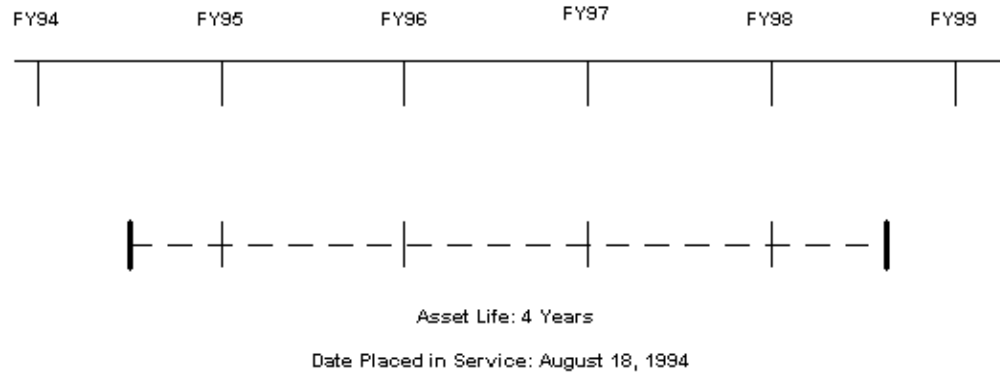 FY94 FY95 FY96 FY97 FY98 FY99
Asset Life: 4 Years
Date Placed in Service: August 18, 1994